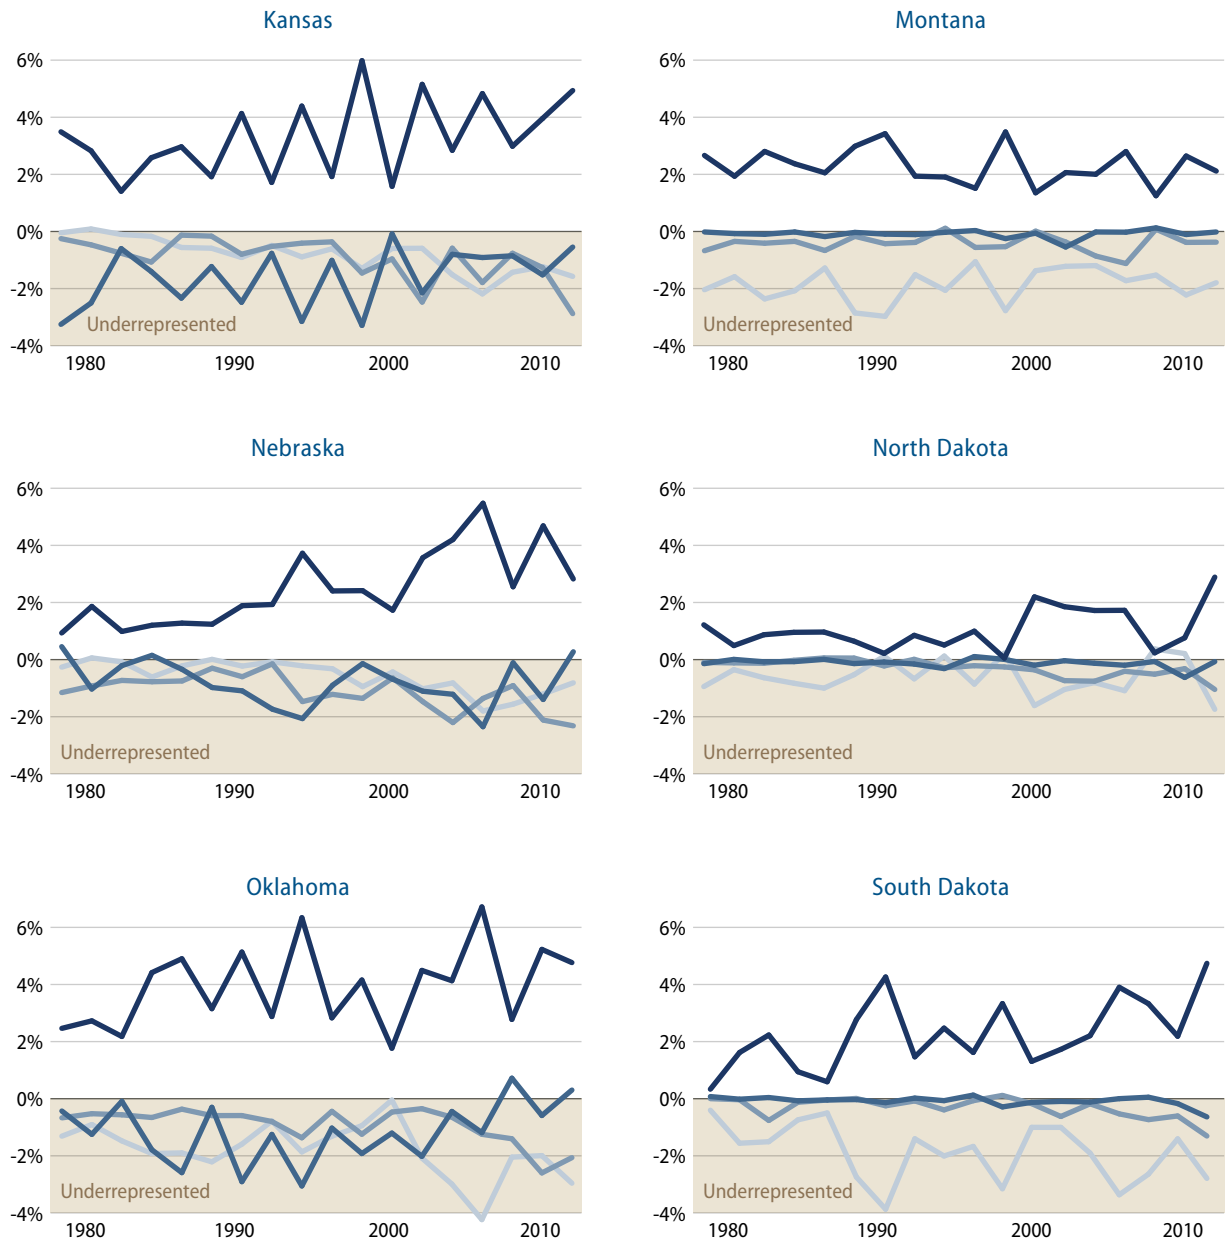 Kansas
6%
4%
2%
0%
-2%
Underrepresented
-4%
1980 1990 2000 2010
Montana
6%
4%
2%
0%
-2%
Underrepresented
-4%
1980 1990 2000 2010
Nebraska
6%
4%
2%
0%
-2%
Underrepresented
-4%
1980 1990 2000 2010
North Dakota
6%
4%
2%
0%
-2%
Underrepresented
-4%
1980 1990 2000 2010
Oklahoma
6%
4%
2%
0%
-2%
Underrepresented
-4%
1980 1990 2000 2010
South Dakota
6%
4%
2%
0%
-2%
Underrepresented
-4%
1980 1990 2000 2010